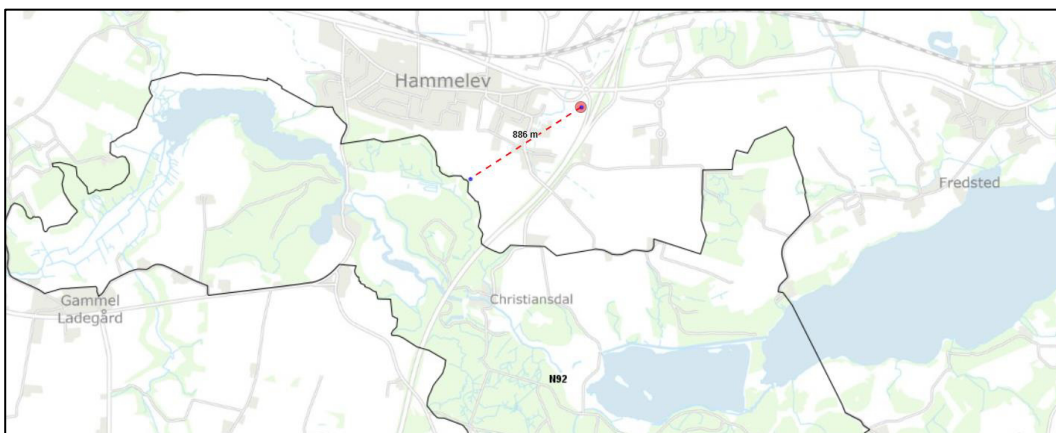 Hammelev
886 m
Fredsted
Gammel
Ladegård
Christiansdal
N92